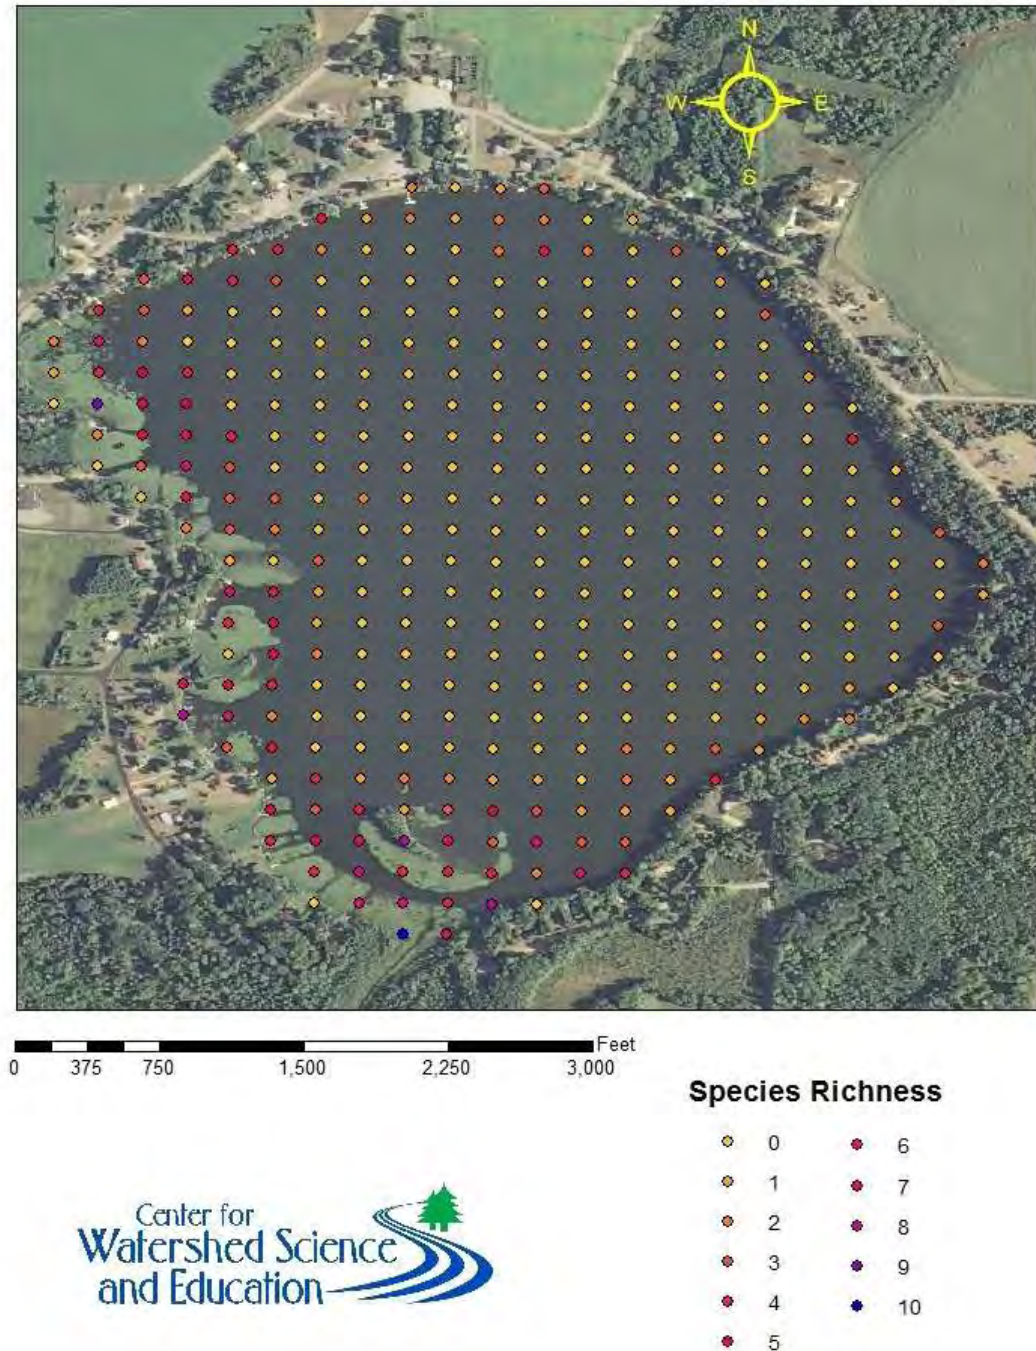 N
W E
S
Feet
0 375 750 1,500 2,250 3,000
Species Richness
0 6
1 7
2 8
3 9
4 10
5
Center for
Watershed Science
and Education